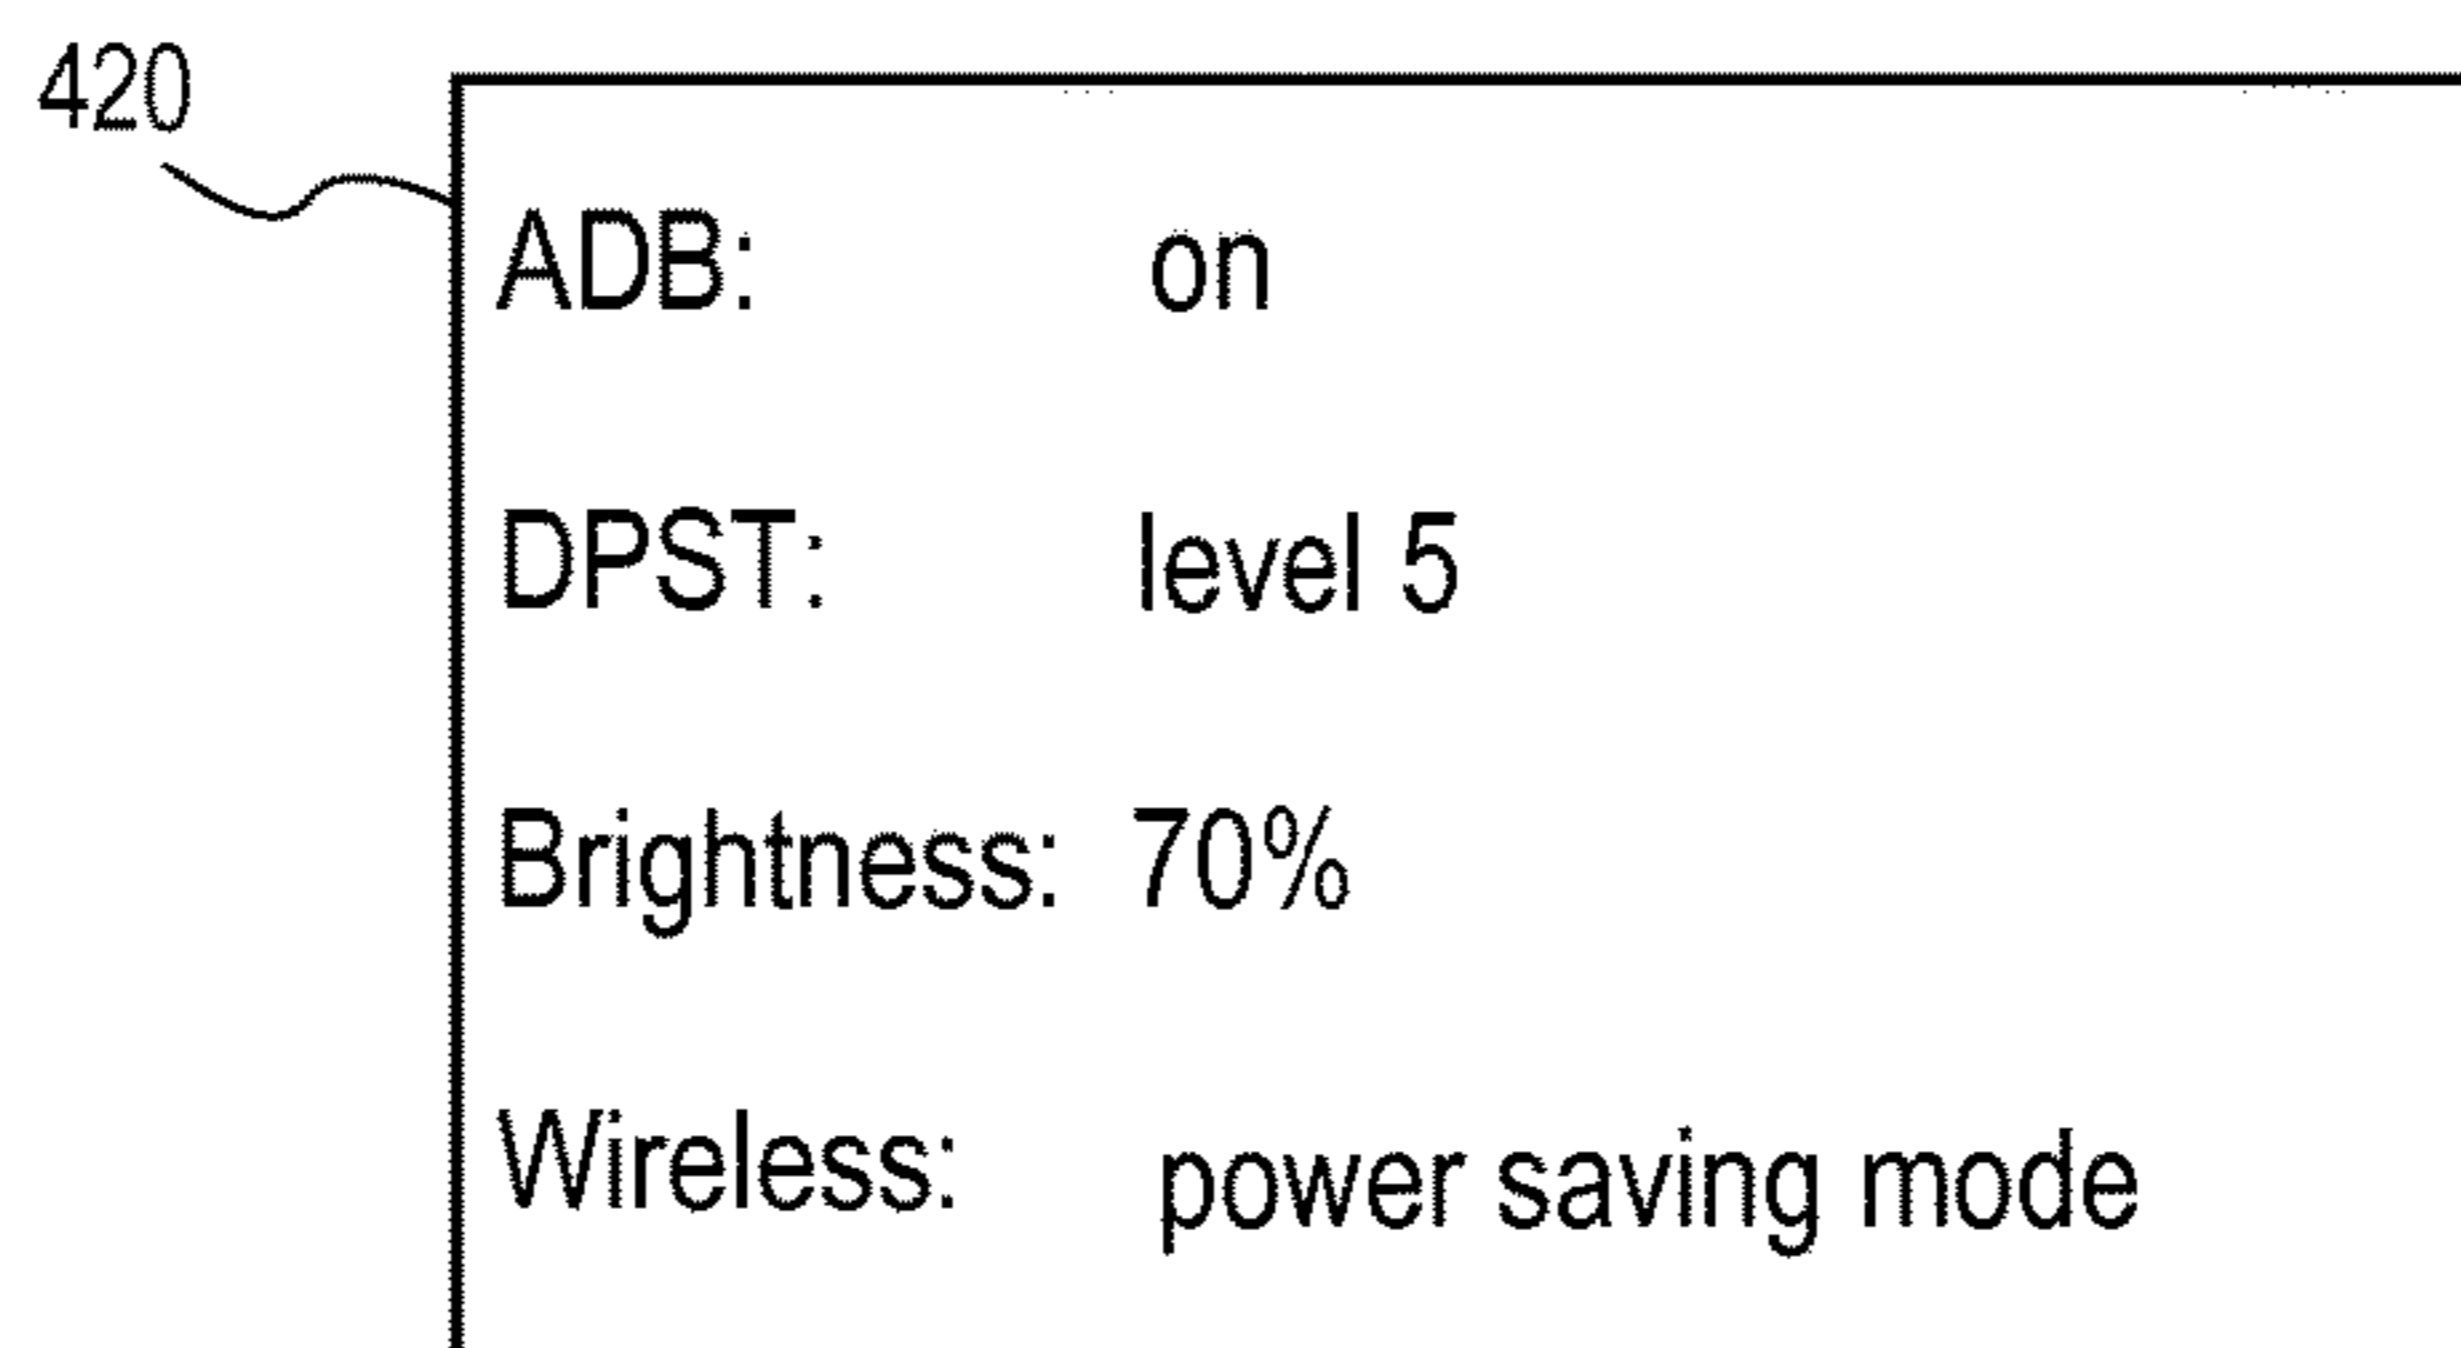 420
ADB: on
DPST: level 5
Brightness: 70%
Wireless: power saving mode